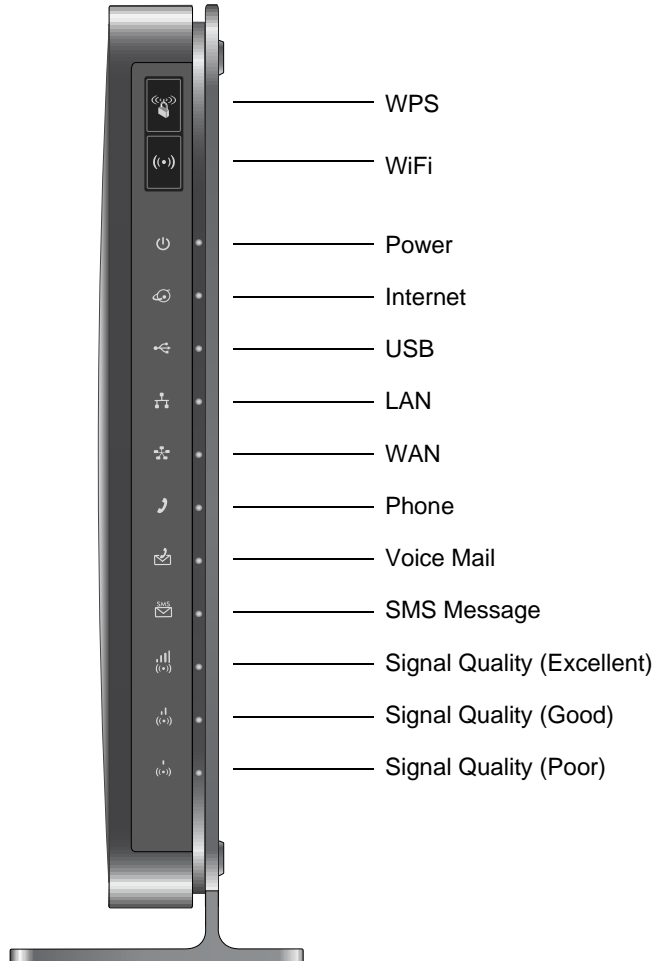 WPS
WiFi
Power
Internet
USB
LAN
WAN
Phone
Voice Mail
SMS
SMS Message
Signal Quality (Excellent)
Signal Quality (Good)
Signal Quality (Poor)